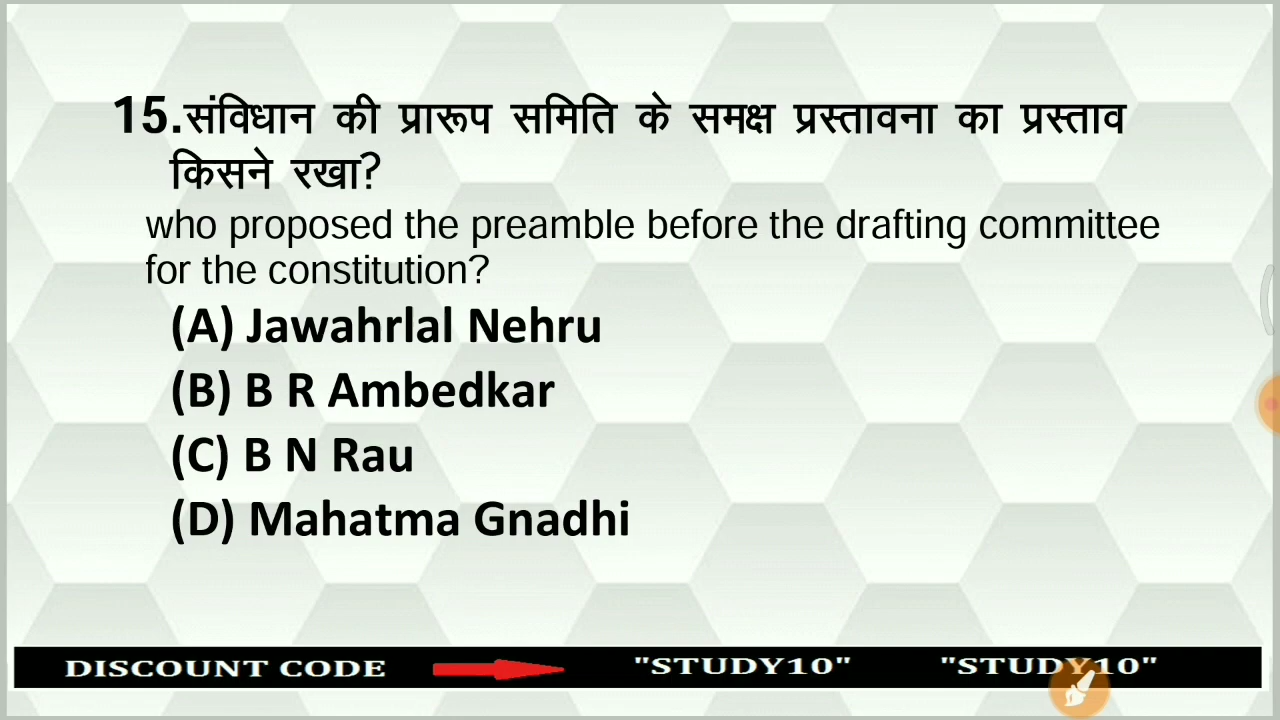 15.संविधान की प्रारूप समिति के समक्ष प्रस्तावना का प्रस्ताव
किसने रखा?
who proposed the preamble before the drafting committee
for the constitution?
(A) Jawahrlal Nehru
(B) B R Ambedkar
(C) B N Rau
(D) Mahatma Gnadhi
DISCOUNT CODE "STUDY10" "STUDY10"